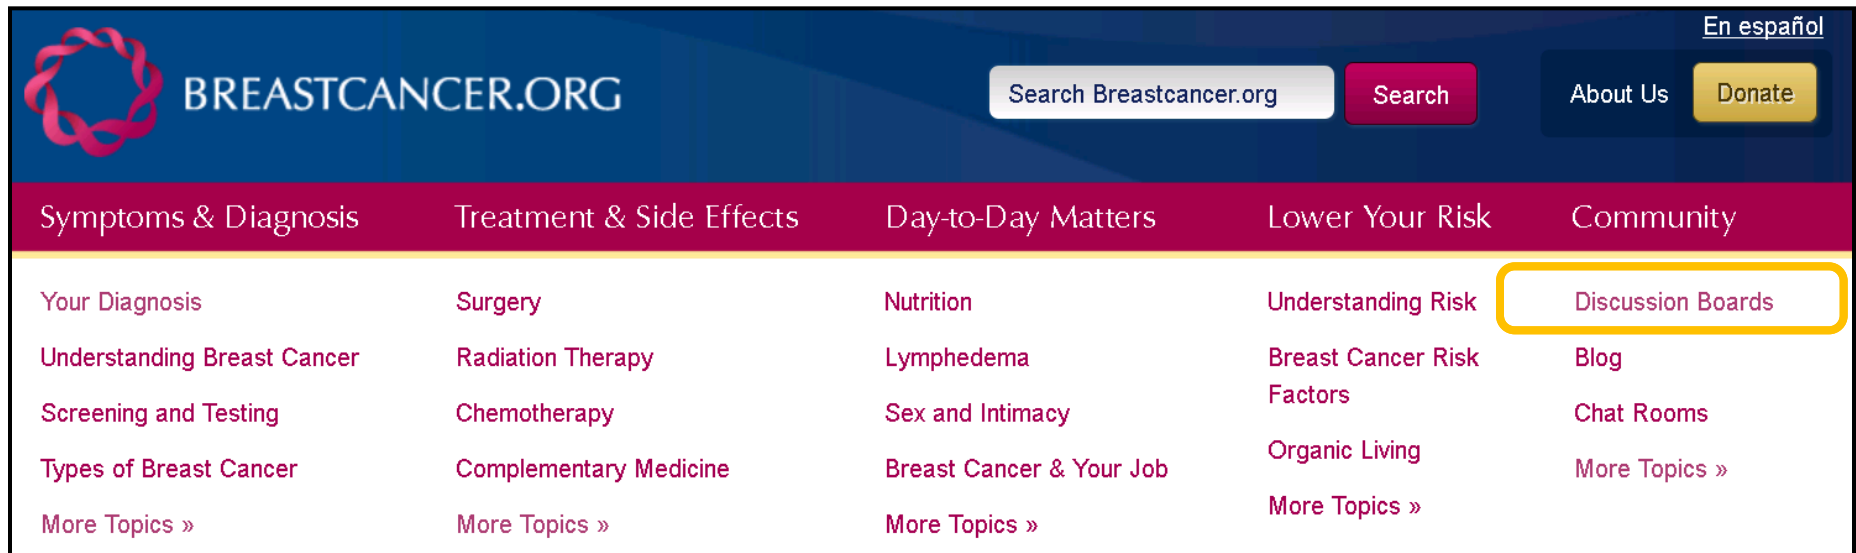 En español
BREASTCANCER.ORG
Search Breastcancer.org
Search
About Us
Donate
Symptoms & Diagnosis
Treatment & Side Effects
Day-to-Day Matters
Lower Your Risk
Community
Your Diagnosis
Understanding Breast Cancer
Screening and Testing
Types of Breast Cancer
More Topics »
Surgery
Radiation Therapy
Chemotherapy
Complementary Medicine
More Topics »
Nutrition
Lymphedema
Sex and Intimacy
Breast Cancer & Your Job
More Topics »
Understanding Risk
Breast Cancer Risk
Factors
Organic Living
More Topics »
Discussion Boards
Blog
Chat Rooms
More Topics »